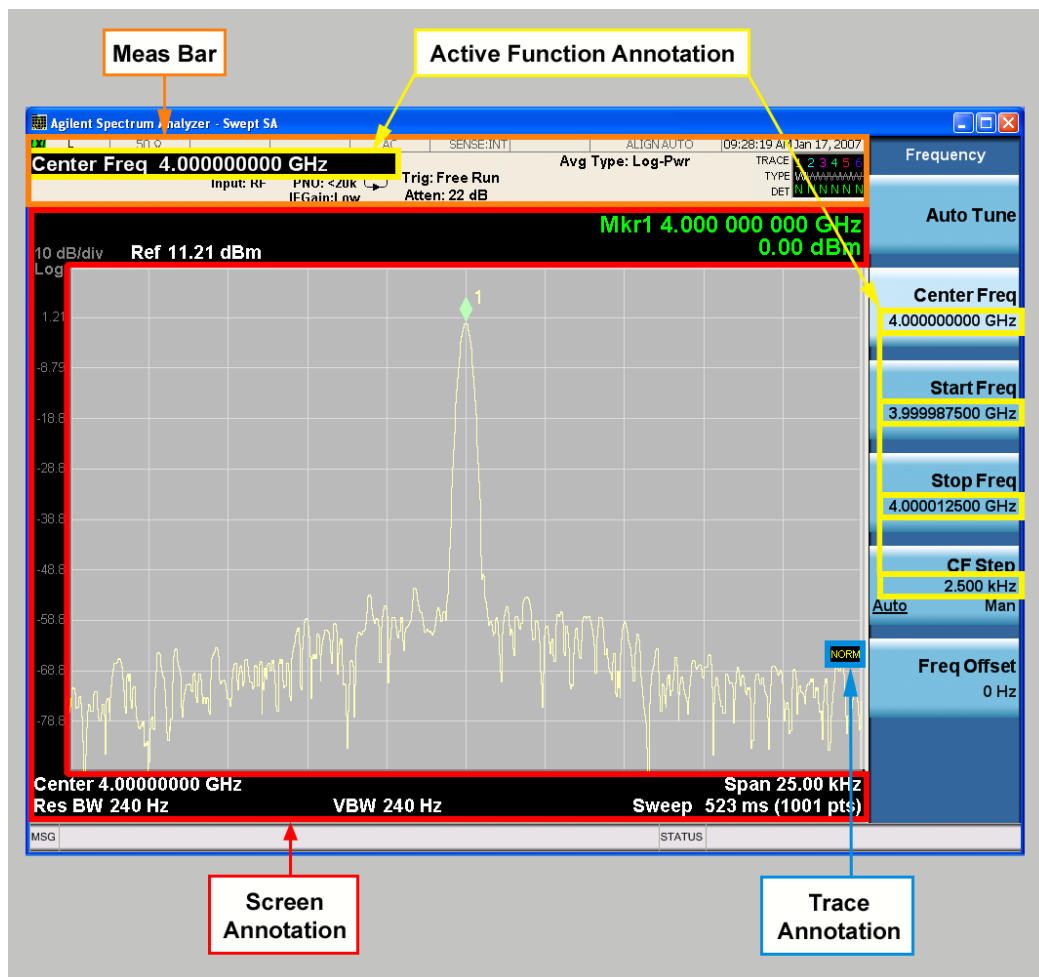 Meas Bar
Active Function Annotation
Agilent Spectrum Analyzer - Swept SA
L 50 Ω AC SENSE:INT ALIGN AUTO 09:28:19 AM Jan 17, 2007
Center Freq 4.000000000 GHz
Input: RF PNO: <20k Trig: Free Run
IFGain:Low Atten: 22 dB
Avg Type: Log-Pwr
TRACE 1 2 3 4 5 6
TYPE
DET N N N N N N
Mkr1 4.000 000 000 GHz
0.00 dBm
10 dB/div Ref 11.21 dBm
Log
1
1.21
-8.79
-18.8
-28.8
-38.8
-48.8
-58.8
-68.8
-78.8
NORM
Center 4.00000000 GHz Span 25.00 kHz
Res BW 240 Hz VBW 240 Hz Sweep 523 ms (1001 pts)
MSG STATUS
Frequency
Auto Tune
Center Freq
4.000000000 GHz
Start Freq
3.999987500 GHz
Stop Freq
4.000012500 GHz
CF Step
2.500 kHz
Auto Man
Freq Offset
0 Hz
Screen
Annotation
Trace
Annotation